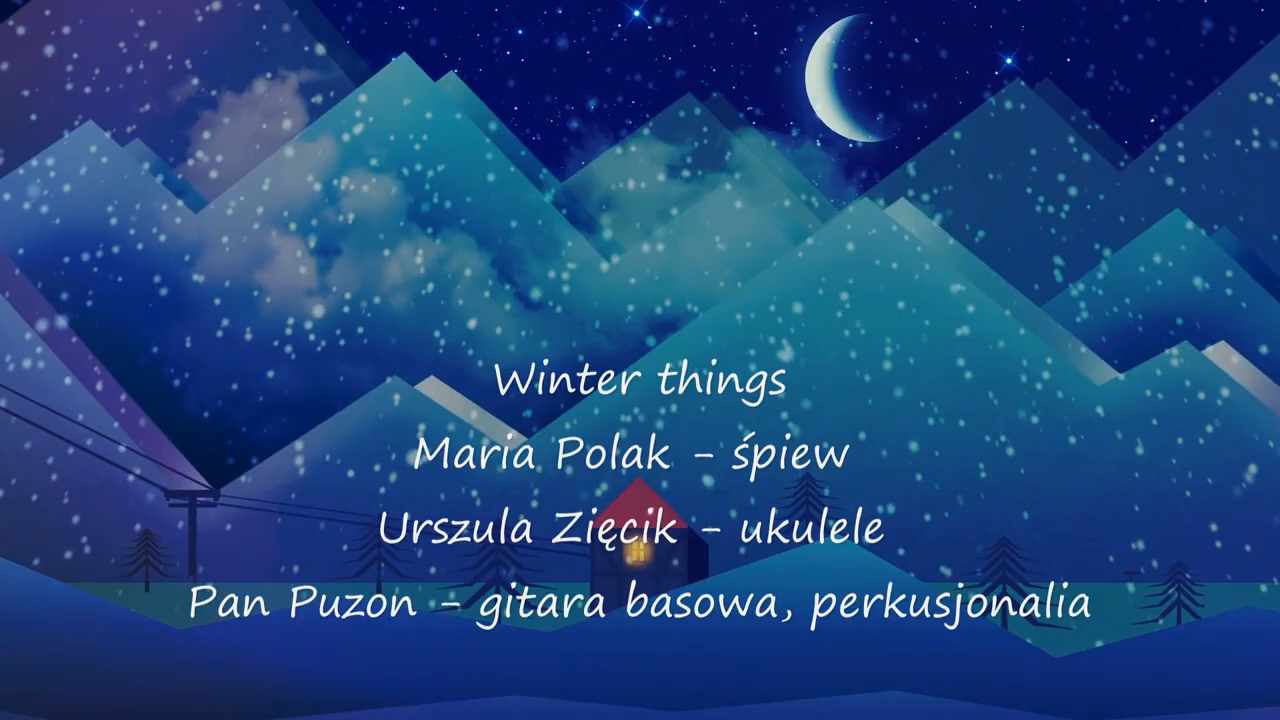 Winter things
Maria Polak - śpiew
Urszula Zięcik - ukulele
Pan Puzon - gitara basowa, perkusjonalia